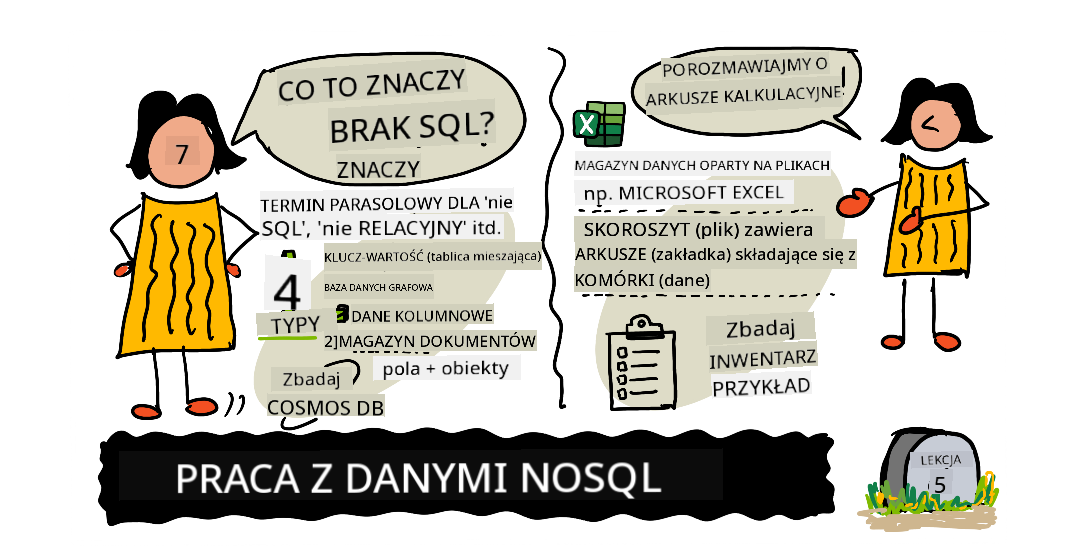 CO TO ZNACZY
BRAK SQL?
ZNACZY
7
TERMIN PARASOLOWY DLA 'nie
SQL', 'nie RELACYJNY' itd.
4
TYPY
KLUCZ-WARTOŚĆ (tablica mieszająca)
BAZA DANYCH GRAFOWA
3 DANE KOLUMNOWE
2]MAGAZYN DOKUMENTÓW
pola + obiekty
Zbadaj
COSMOS DB
POROZMAWIAJMY O
ARKUSZE KALKULACYJNE!
X
MAGAZYN DANYCH OPARTY NA PLIKACH
np. MICROSOFT EXCEL
SKOROSZYT (plik) zawiera
ARKUSZE (zakładka) składające się z
KOMÓRKI (dane)
Zbadaj
INWENTARZ
PRZYKŁAD
PRACA Z DANYMI NOSQL
LEKCJA
5